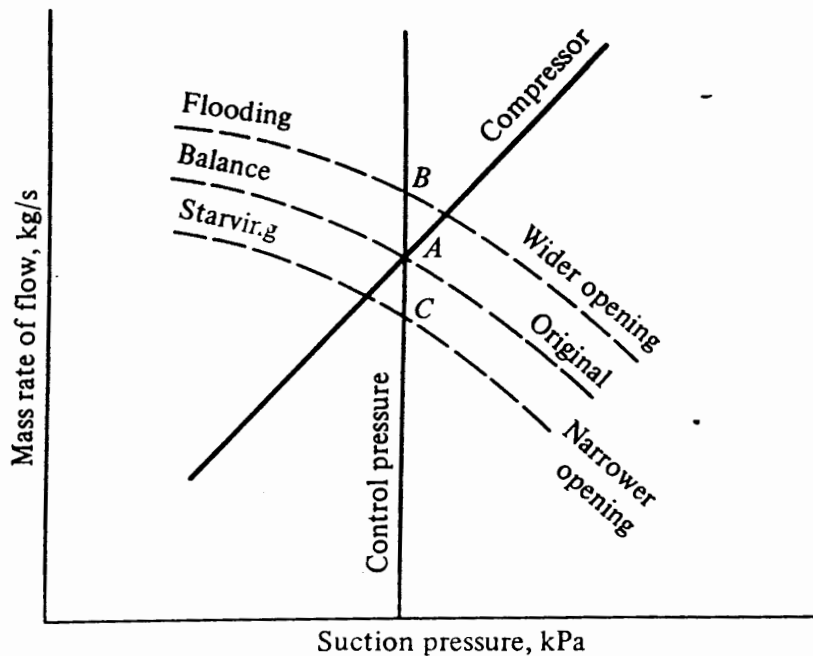 Flooding
Balance
Starvir.g
B
A
C
Compressor
Wider opening
Original
Narrower
opening
Control pressure
Mass rate of flow, kg/s
Suction pressure, kPa